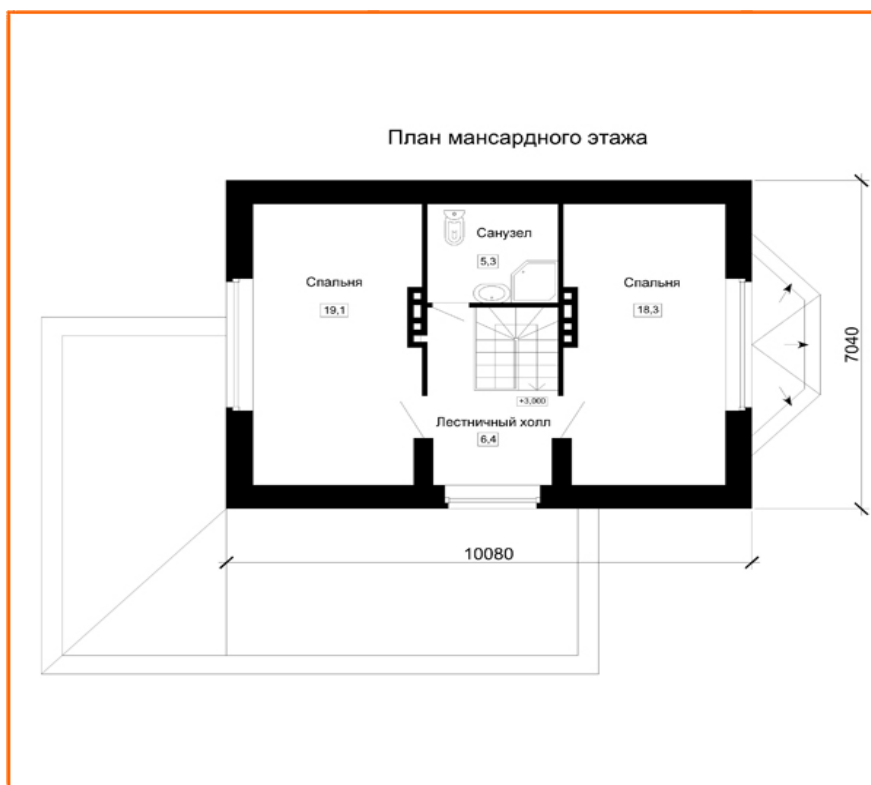 План мансардного этажа
Санузел
5,3
Спальня
19,1
Спальня
18,3
7040
+3,000
Лестничный холл
6,4
10080